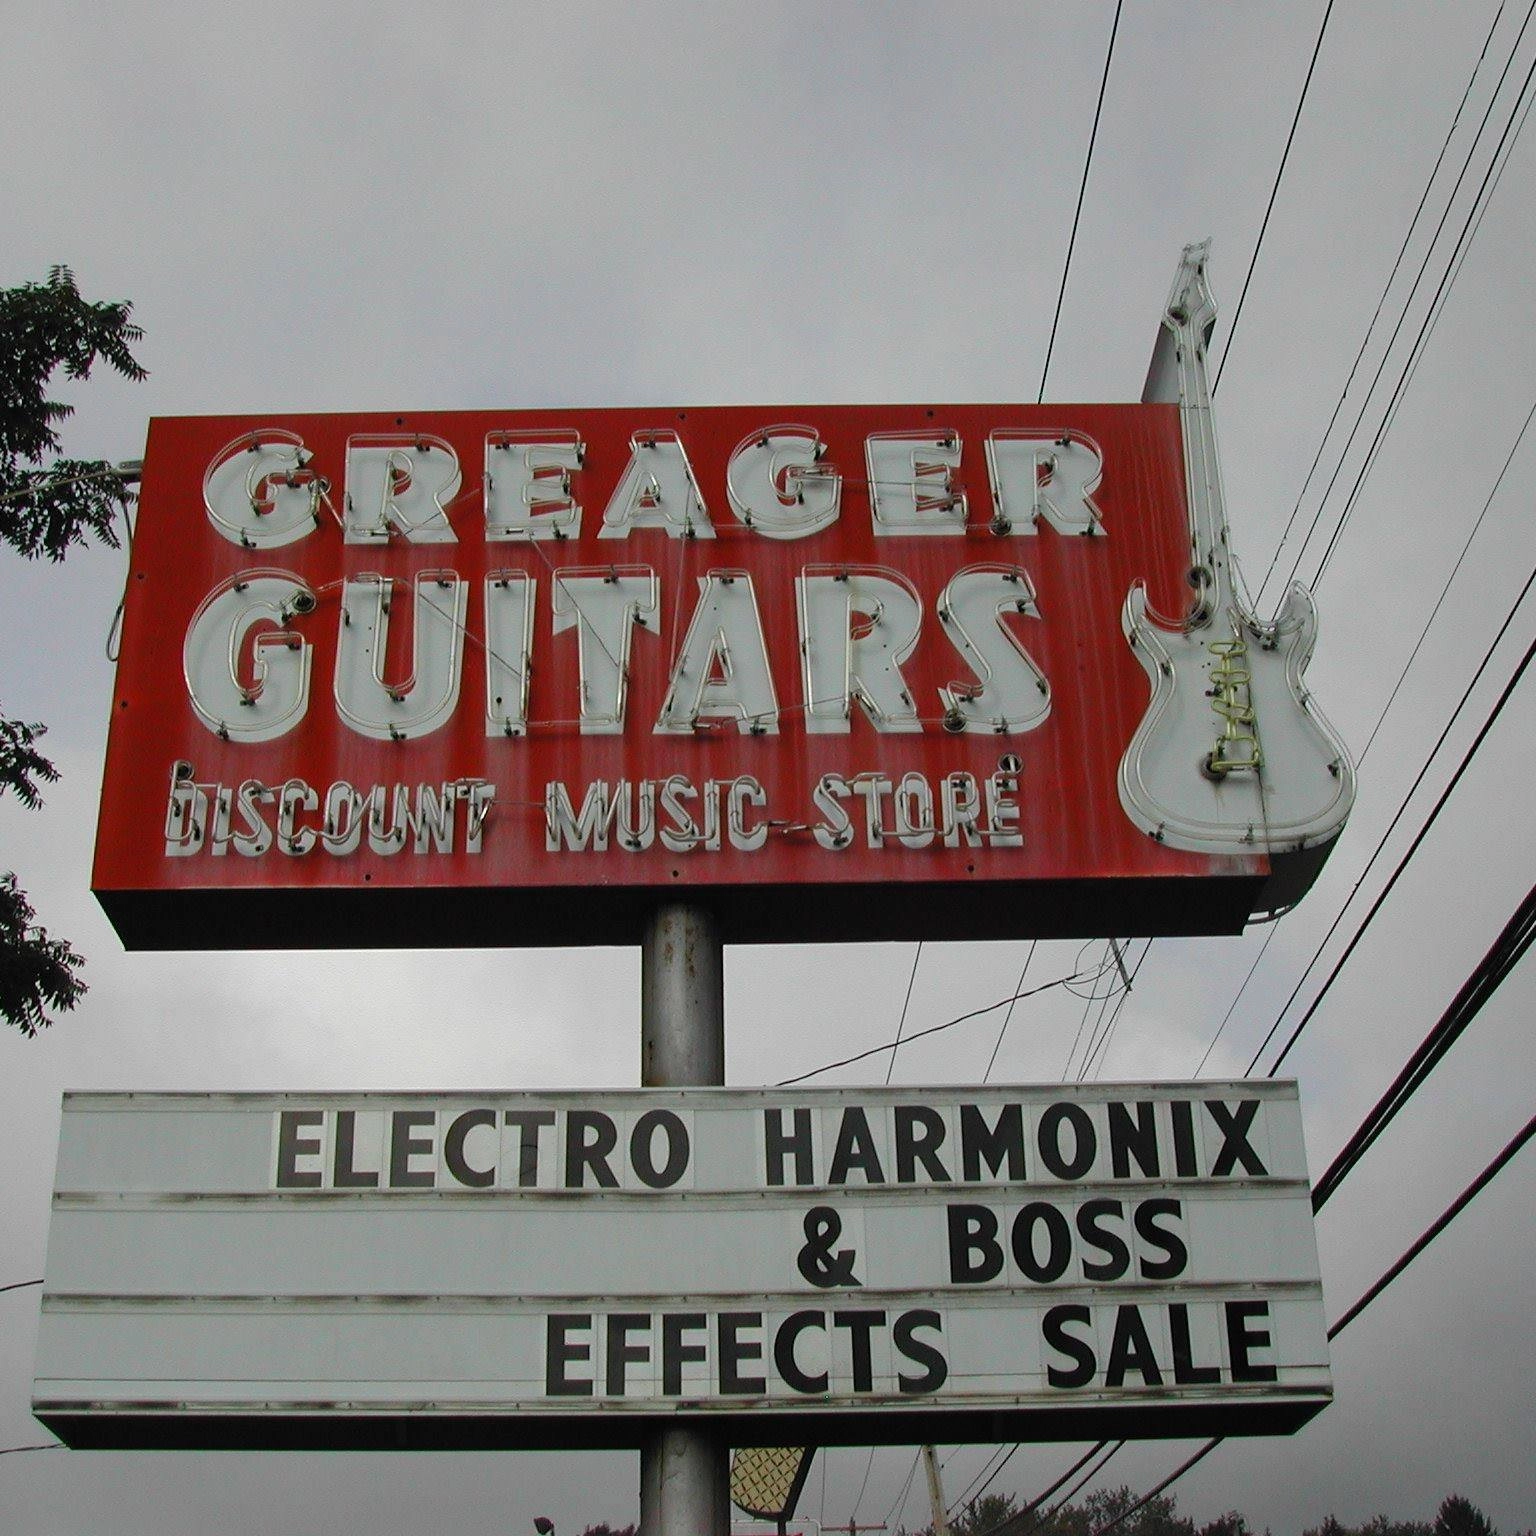 GREAGER
GUITARS
DISCOUNT MUSIC STORE
ELECTRO HARMONIX
& BOSS
EFFECTS SALE